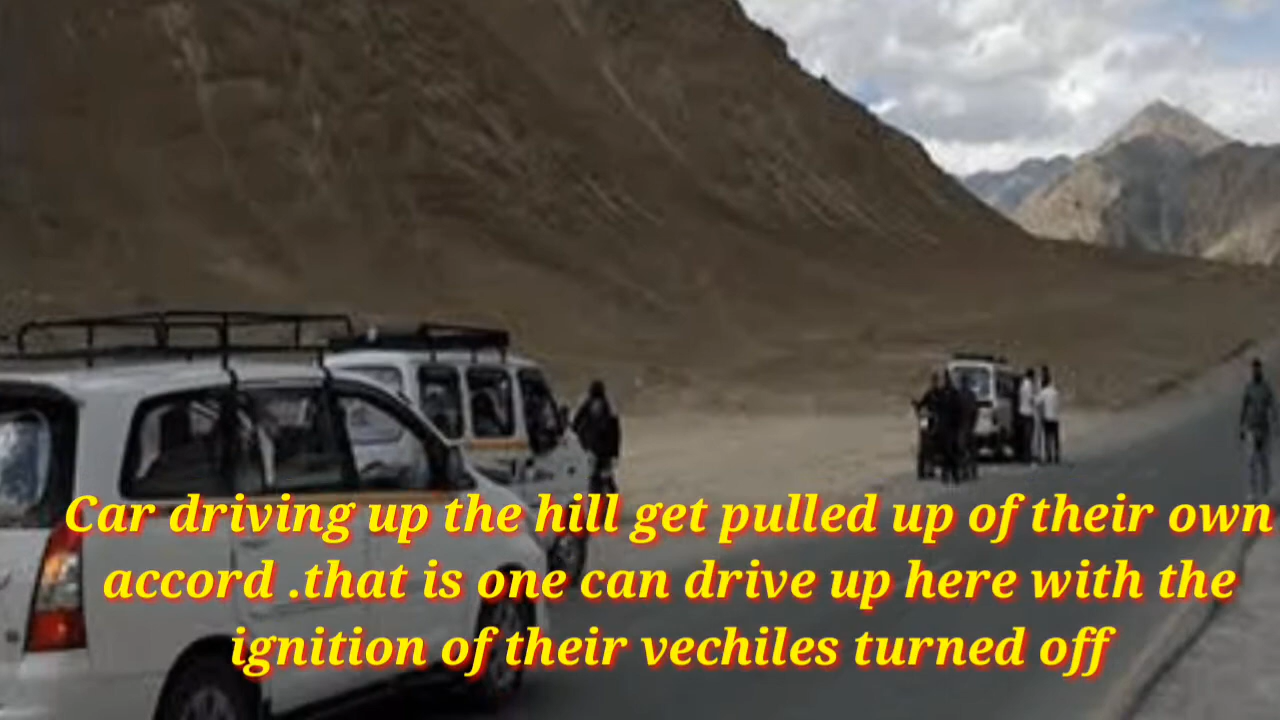 Car driving up the hill get pulled up of their own
accord .that is one can drive up here with the
ignition of their vechiles turned off